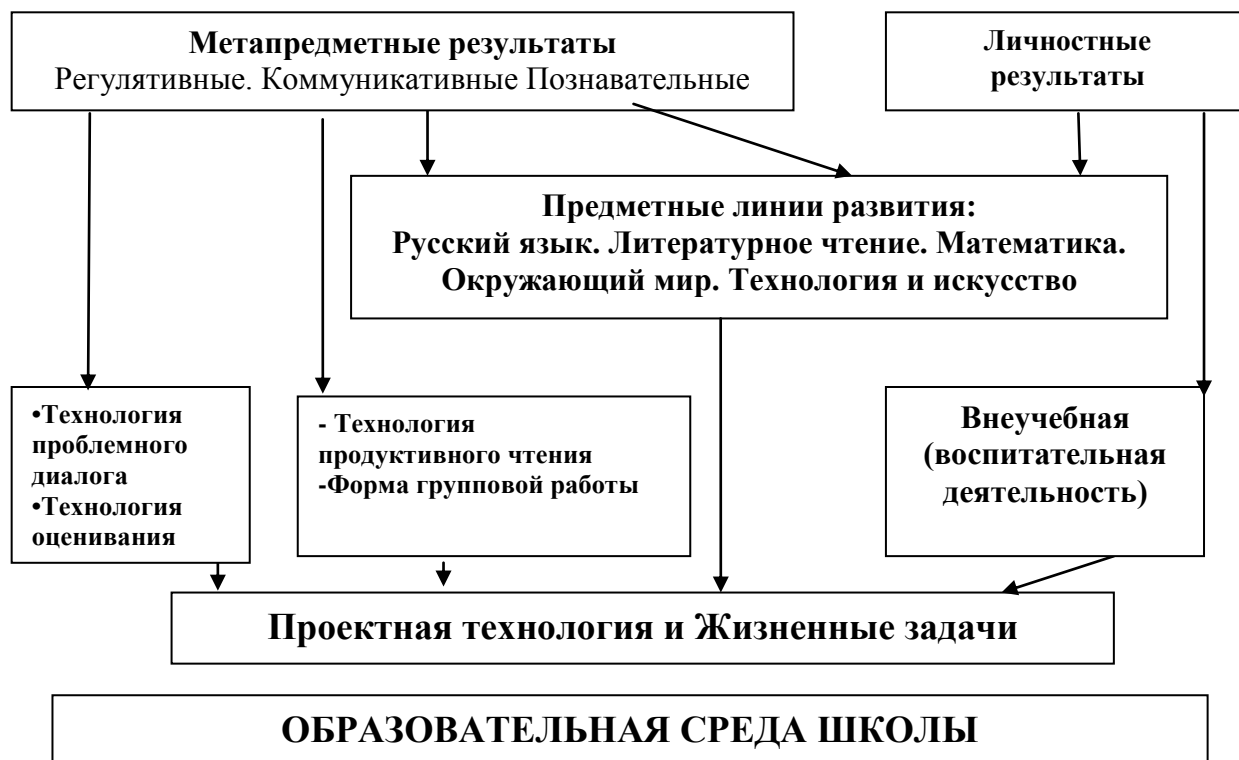 Метапредметные результаты
Регулятивные. Коммуникативные Познавательные
Личностные
результаты
Предметные линии развития:
Русский язык. Литературное чтение. Математика.
Окружающий мир. Технология и искусство
•Технология
проблемного
диалога
•Технология
оценивания
- Технология
продуктивного чтения
-Форма групповой работы
Внеучебная
(воспитательная
деятельность)
Проектная технология и Жизненные задачи
ОБРАЗОВАТЕЛЬНАЯ СРЕДА ШКОЛЫ